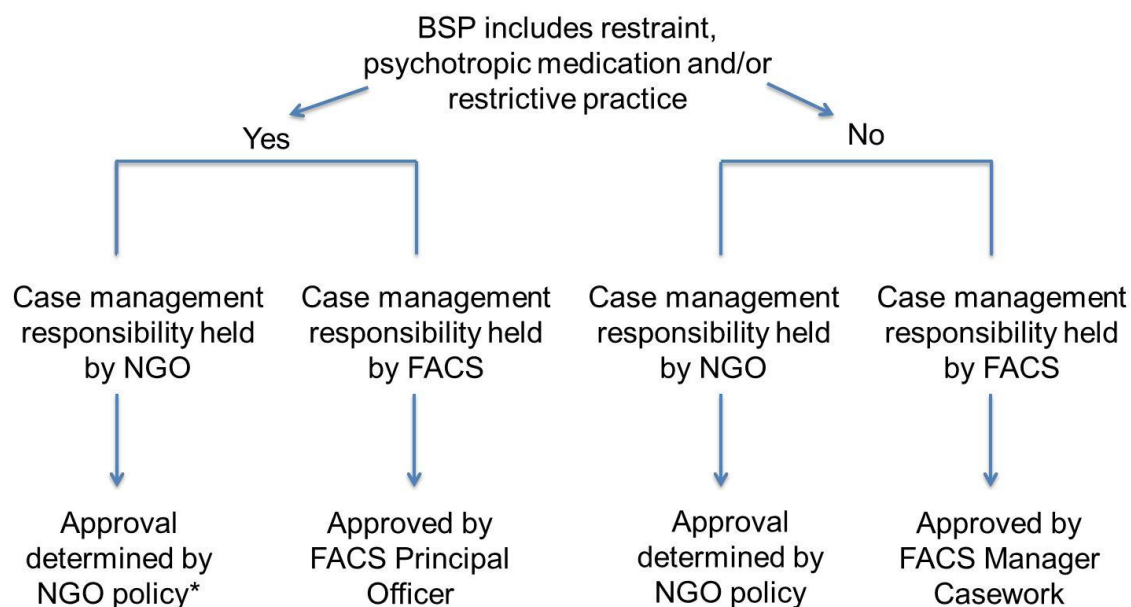 BSP includes restraint,
psychotropic medication and/or
restrictive practice
Yes
No
Case management
responsibility held
by NGO
Case management
responsibility held
by FACS
Case management
responsibility held
by NGO
Case management
responsibility held
by FACS
Approval
determined by
NGO policy*
Approved by
FACS Principal
Officer
Approval
determined by
NGO policy
Approved by
FACS Manager
Casework